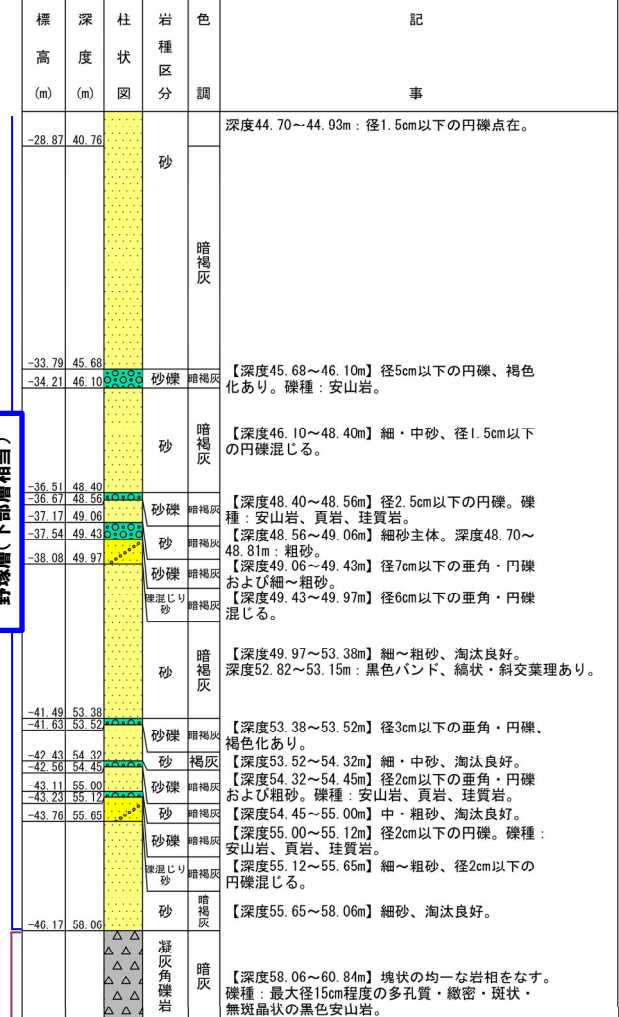 標高(m) 深度(m) 柱状図 岩種区分 色調 記事
深度44.70～44.93m：径1.5cm以下の円礫点在。
-28.87 40.76
砂
暗褐灰
-33.79 45.68
-34.21 46.10
砂礫 暗褐灰
【深度45.68～46.10m】径5cm以下の円礫、褐色
化あり。礫種：安山岩。
砂 暗褐灰
【深度46.10～48.40m】細・中砂、径1.5cm以下
の円礫混じる。
-36.51 48.40
-36.67 48.56
-37.17 49.06
-37.54 49.43
-38.08 49.97
砂礫 暗褐灰
【深度48.40～48.56m】径2.5cm以下の円礫。礫
種：安山岩、頁岩、珪質岩。
砂 暗褐灰
【深度48.56～49.06m】細砂主体。深度48.70～
48.81m：粗砂。
砂礫 暗褐灰
【深度49.06～49.43m】径7cm以下の亜角・円礫
および細～粗砂。
礫混じり砂 暗褐灰
【深度49.43～49.97m】径6cm以下の亜角・円礫
混じる。
砂 暗褐灰
【深度49.97～53.38m】細～粗砂、淘汰良好。
深度52.82～53.15m：黒色バンド、縞状・斜交葉理あり。
-41.49 53.38
-41.63 53.52
-42.43 54.32
-42.56 54.45
-43.11 55.00
-43.23 55.12
-43.76 55.65
砂礫 暗褐灰
【深度53.38～53.52m】径3cm以下の亜角・円礫、
褐色化あり。
砂 褐灰
【深度53.52～54.32m】細・中砂、淘汰良好。
砂礫 暗褐灰
【深度54.32～54.45m】径2cm以下の亜角・円礫
および粗砂。礫種：安山岩、頁岩、珪質岩。
砂 暗褐灰
【深度54.45～55.00m】中・粗砂、淘汰良好。
砂礫 暗褐灰
【深度55.00～55.12m】径2cm以下の円礫。礫種：
安山岩、頁岩、珪質岩。
礫混じり砂 暗褐灰
【深度55.12～55.65m】細～粗砂、径2cm以下の
円礫混じる。
砂 暗褐灰
【深度55.65～58.06m】細砂、淘汰良好。
-46.17 58.06
凝灰角礫岩 暗灰
【深度58.06～60.84m】塊状の均一な岩相をなす。
礫種：最大径15cm程度の多孔質・緻密・斑状・
無斑晶状の黒色安山岩。
野塚層(下部層相当)